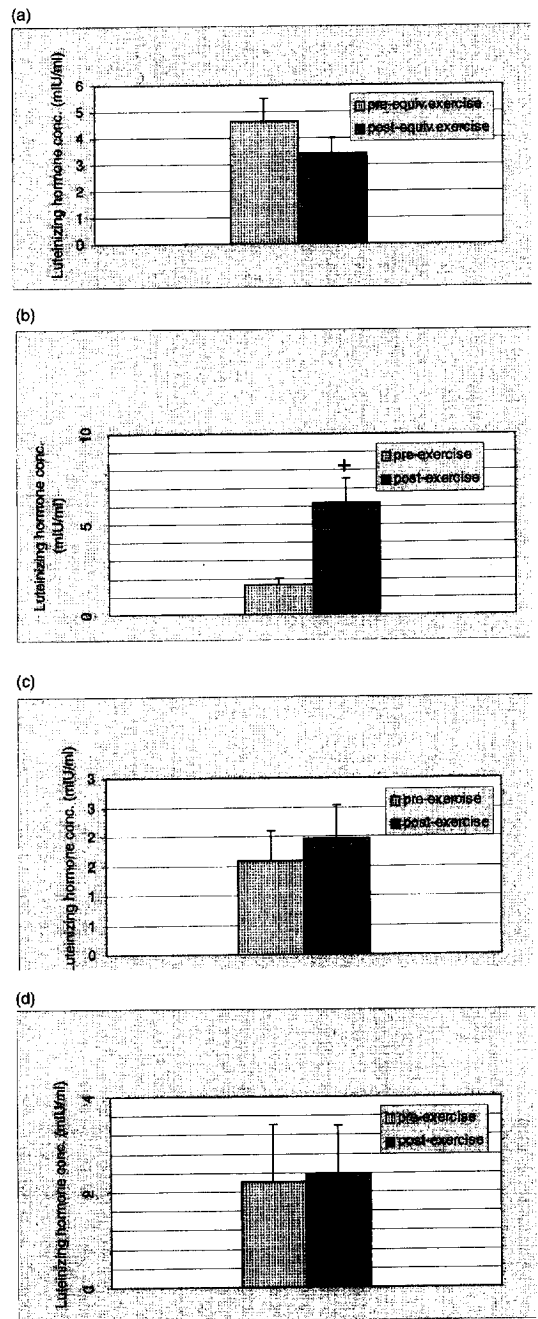 (a)
Luteinizing hormone conc. (mIU/ml)
6
5
4
3
2
1
0
pre-equiv.exercise
post-equiv.exercise
(b)
Luteinizing hormone conc.
(mIU/ml)
10
5
0
+
pre-exercise
post-exercise
(c)
Luteinizing hormone conc. (mIU/ml)
3
3
2
2
1
1
0
pre-exercise
post-exercise
(d)
Luteinizing hormone conc. (mIU/ml)
4
2
0
pre-exercise
post-exercise